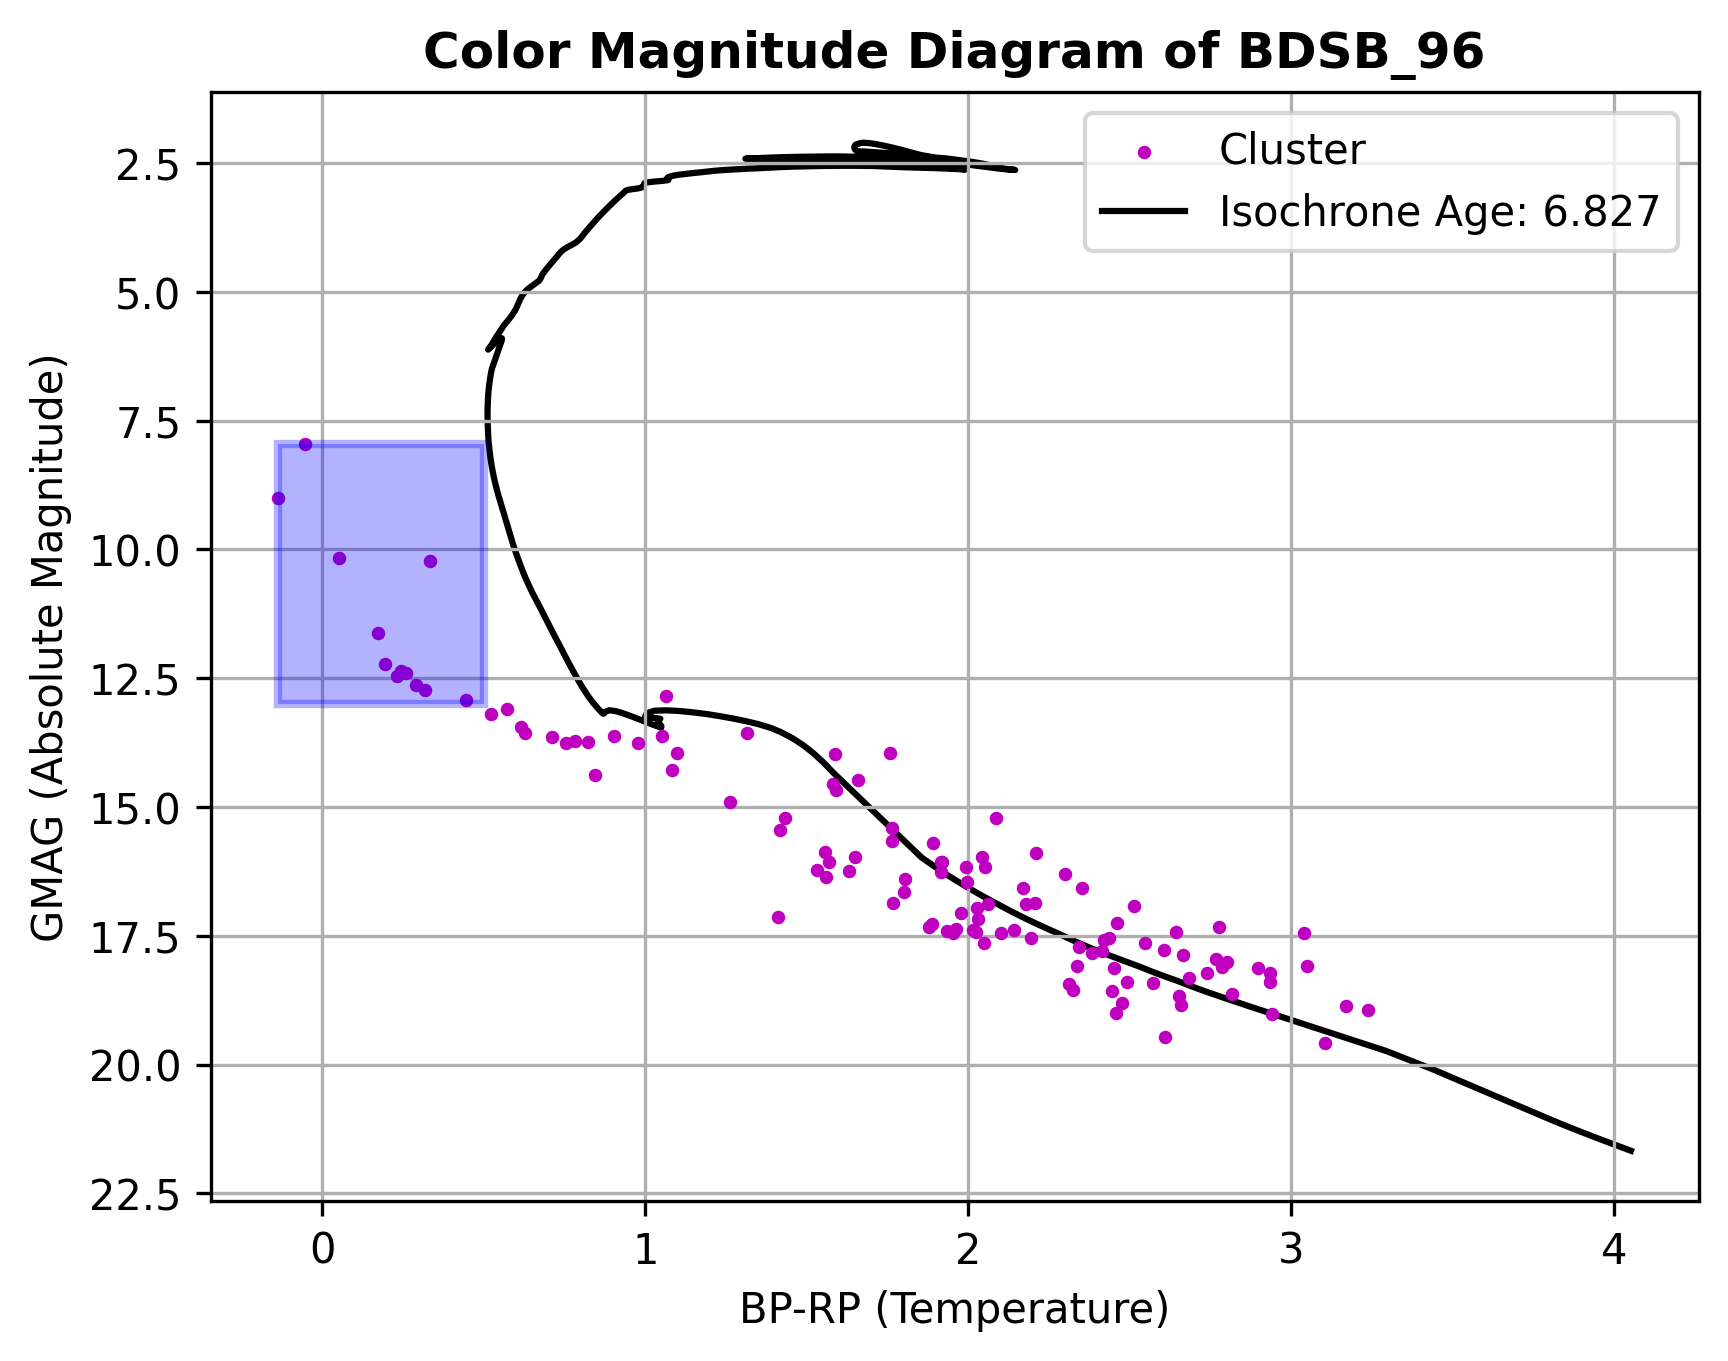 Color Magnitude Diagram of BDSB_96
Cluster
Isochrone Age: 6.827
GMAG (Absolute Magnitude)
2.5
5.0
7.5
10.0
12.5
15.0
17.5
20.0
22.5
0 1 2 3 4
BP-RP (Temperature)